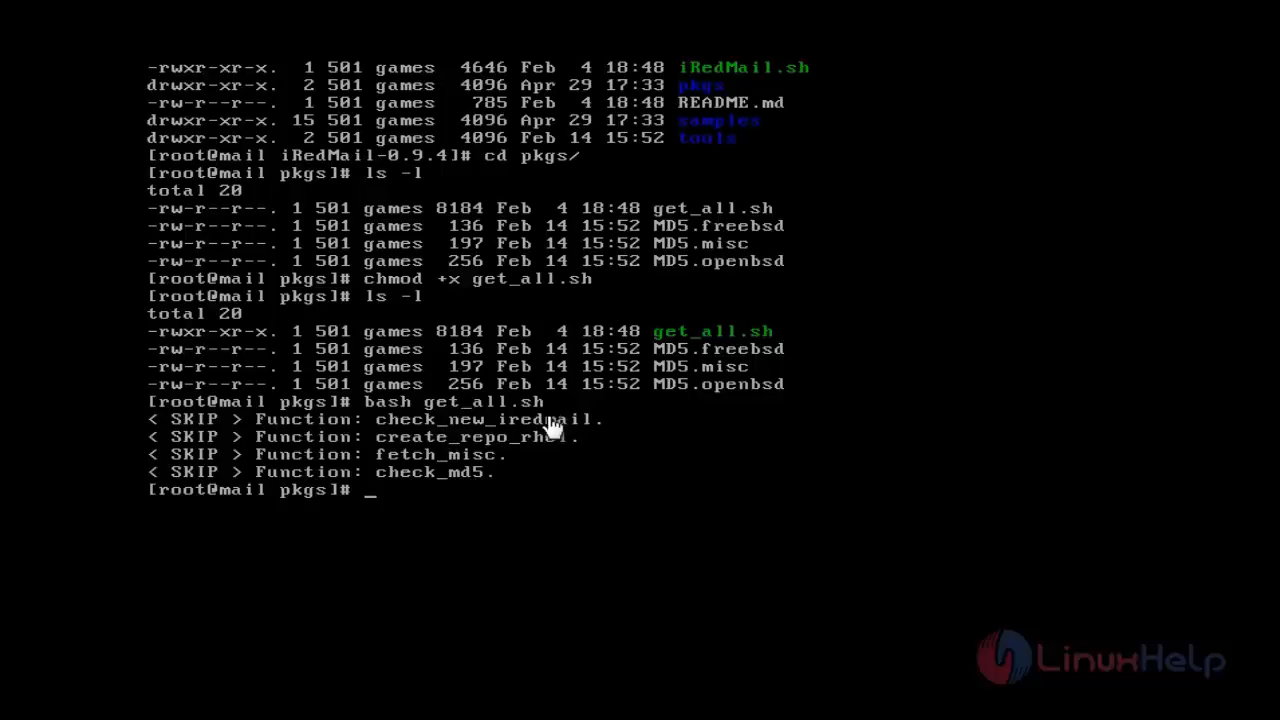 -rwxr-xr-x.  1 501 games  4646 Feb  4 18:48 iRedMail.sh
drwxr-xr-x.  2 501 games  4096 Apr 29 17:33 pkgs
-rw-r--r--.  1 501 games   785 Feb  4 18:48 README.md
drwxr-xr-x. 15 501 games  4096 Apr 29 17:33 samples
drwxr-xr-x.  2 501 games  4096 Feb 14 15:52 tools
[root@mail iRedMail-0.9.4]# cd pkgs/
[root@mail pkgs]# ls -l
total 20
-rw-r--r--. 1 501 games 8184 Feb  4 18:48 get_all.sh
-rw-r--r--. 1 501 games  136 Feb 14 15:52 MD5.freebsd
-rw-r--r--. 1 501 games  197 Feb 14 15:52 MD5.misc
-rw-r--r--. 1 501 games  256 Feb 14 15:52 MD5.openbsd
[root@mail pkgs]# chmod +x get_all.sh
[root@mail pkgs]# ls -l
total 20
-rwxr-xr-x. 1 501 games 8184 Feb  4 18:48 get_all.sh
-rw-r--r--. 1 501 games  136 Feb 14 15:52 MD5.freebsd
-rw-r--r--. 1 501 games  197 Feb 14 15:52 MD5.misc
-rw-r--r--. 1 501 games  256 Feb 14 15:52 MD5.openbsd
[root@mail pkgs]# bash get_all.sh
< SKIP > Function: check_new_iredmail.
< SKIP > Function: create_repo_rhel.
< SKIP > Function: fetch_misc.
< SKIP > Function: check_md5.
[root@mail pkgs]# _
LinuxHelp